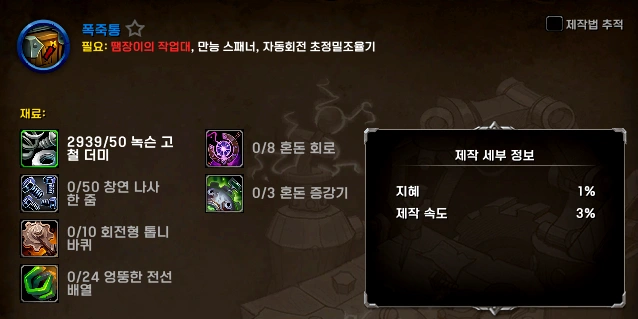 폭죽통
제작법 추적
필요: 땜장이의 작업대, 만능 스패너, 자동회전 초정밀조율기
재료:
2939/50 녹슨 고
철 더미
0/8 혼돈 회로
0/50 창연 나사
한 줌
0/3 혼돈 증강기
0/10 회전형 톱니
바퀴
0/24 엉뚱한 전선
배열
제작 세부 정보
지혜 1%
제작 속도 3%